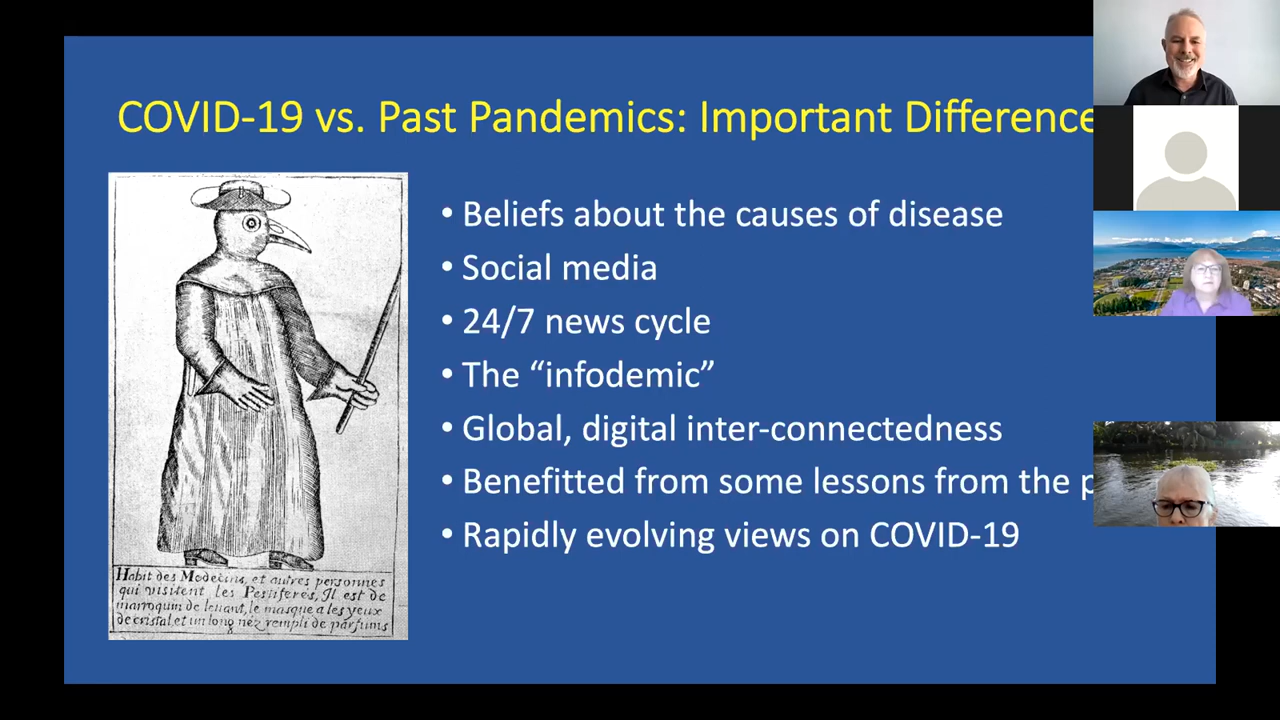 COVID-19 vs. Past Pandemics: Important Difference
• Beliefs about the causes of disease
• Social media
• 24/7 news cycle
• The “infodemic”
• Global, digital inter-connectedness
• Benefitted from some lessons from the p
• Rapidly evolving views on COVID-19
Habit des Medecins, et autres personnes
qui visitent les Pestiferes, Il est de
marroquin de leuant, le masque a les yeux
de cristal, et un long néz rempli de parfums